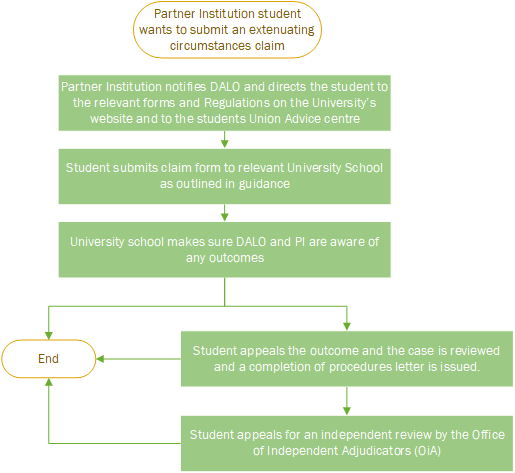 Partner Institution student
wants to submit an extenuating
circumstances claim
Partner Institution notifies DALO and directs the student to
the relevant forms and Regulations on the University's
website and to the students Union Advice centre
Student submits claim form to relevant University School
as outlined in guidance
University school makes sure DALO and PI are aware of
any outcomes
End
Student appeals the outcome and the case is reviewed
and a completion of procedures letter is issued.
Student appeals for an independent review by the Office
of Independent Adjudicators (OiA)